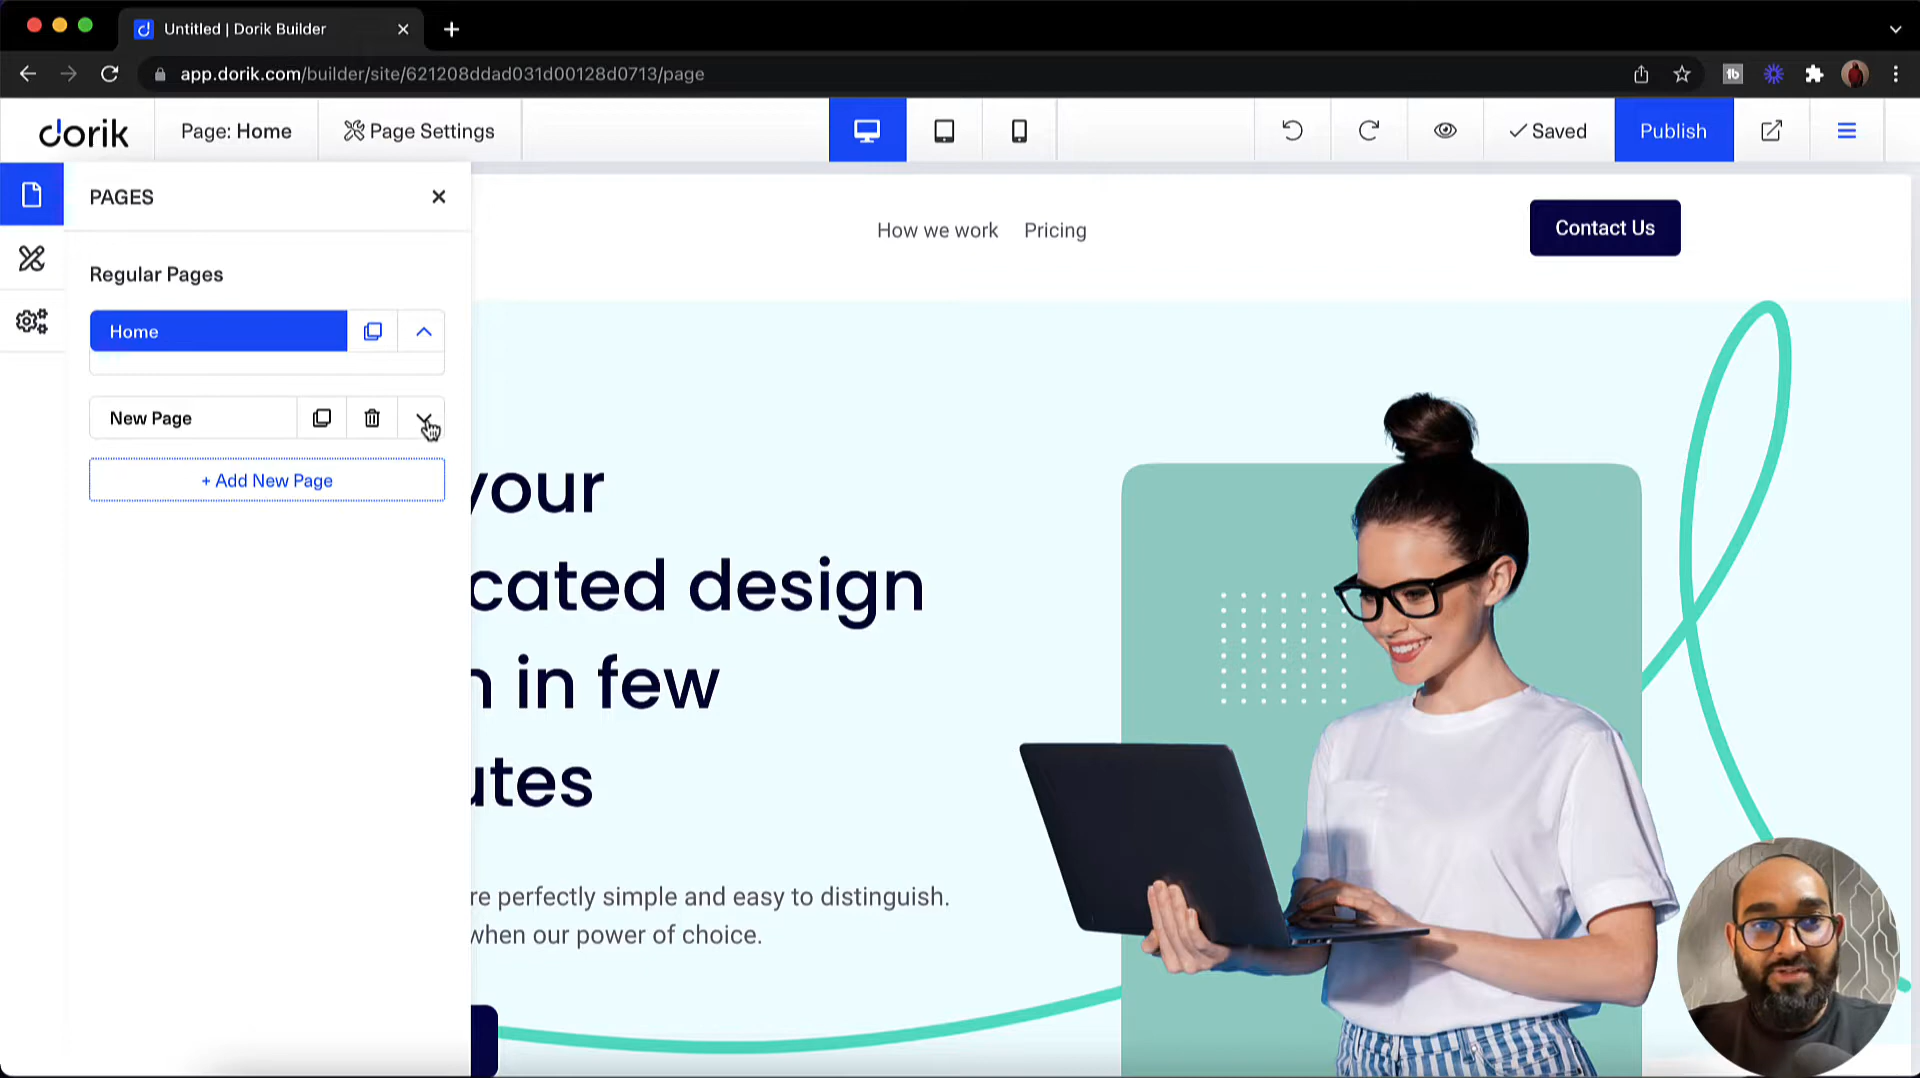 Untitled | Dorik Builder
app.dorik.com/builder/site/621208ddad031d00128d0713/page
dorik
Page: Home
Page Settings
Saved
Publish
PAGES
Regular Pages
Home
New Page
+ Add New Page
How we work
Pricing
Contact Us
your
cated design
n in few
utes
re perfectly simple and easy to distinguish.
when our power of choice.